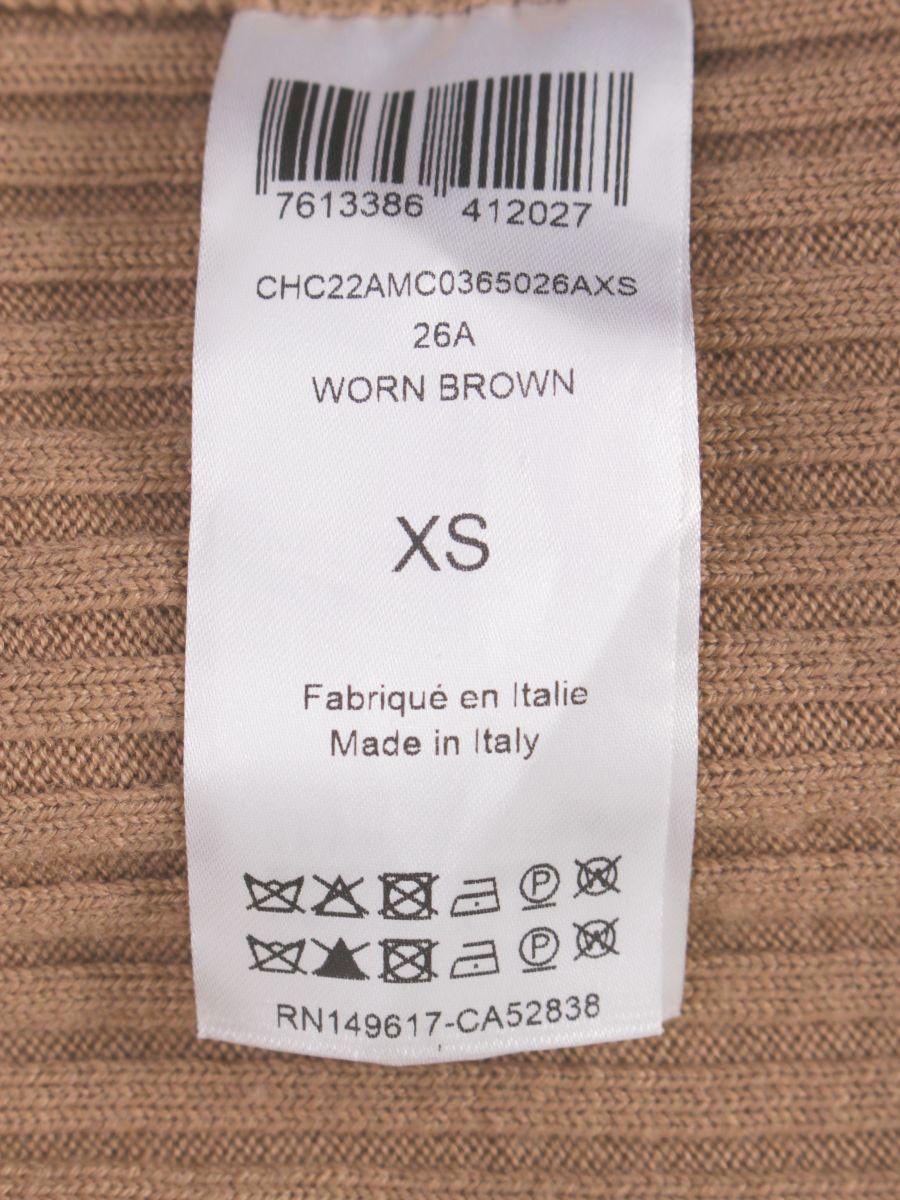 7613386 412027
CHC22AMC0365026AXS
26A
WORN BROWN
XS
Fabriqué en Italie
Made in Italy
P W
P W
RN149617-CA52838